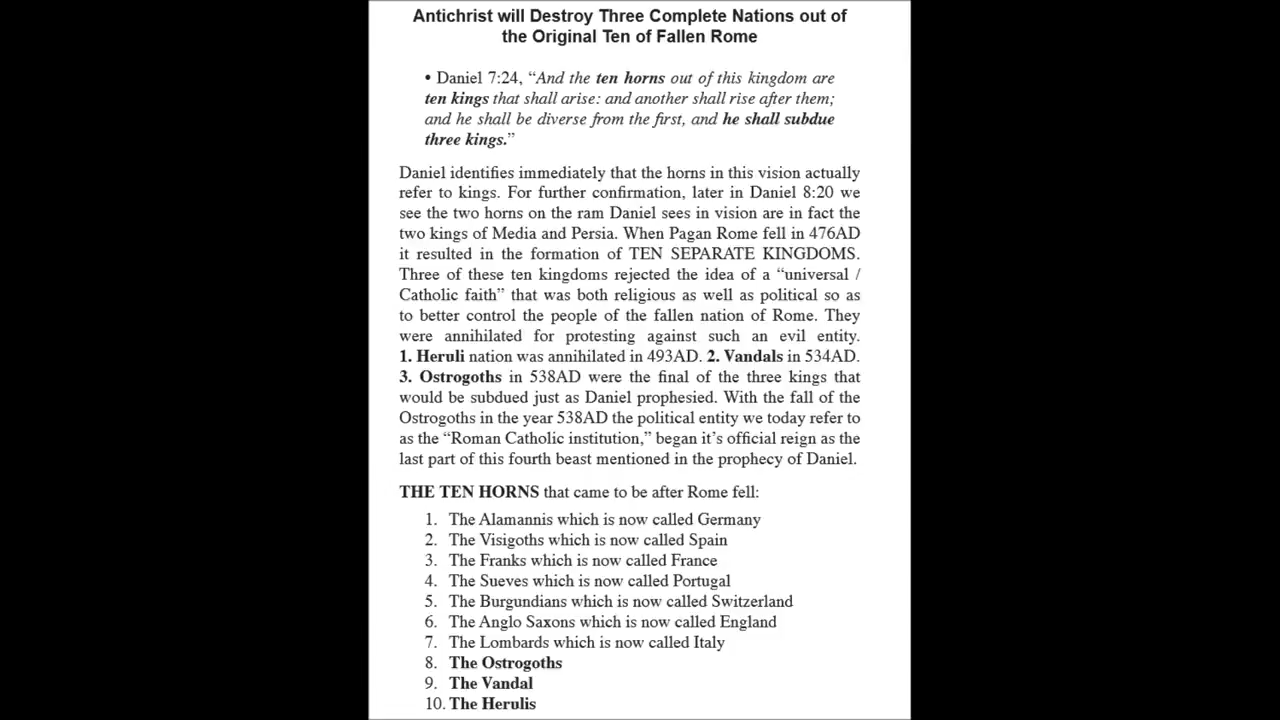 Antichrist will Destroy Three Complete Nations out of
the Original Ten of Fallen Rome
• Daniel 7:24, “And the ten horns out of this kingdom are
ten kings that shall arise: and another shall rise after them;
and he shall be diverse from the first, and he shall subdue
three kings.”
Daniel identifies immediately that the horns in this vision actually
refer to kings. For further confirmation, later in Daniel 8:20 we
see the two horns on the ram Daniel sees in vision are in fact the
two kings of Media and Persia. When Pagan Rome fell in 476AD
it resulted in the formation of TEN SEPARATE KINGDOMS.
Three of these ten kingdoms rejected the idea of a “universal /
Catholic faith” that was both religious as well as political so as
to better control the people of the fallen nation of Rome. They
were annihilated for protesting against such an evil entity.
1. Heruli nation was annihilated in 493AD. 2. Vandals in 534AD.
3. Ostrogoths in 538AD were the final of the three kings that
would be subdued just as Daniel prophesied. With the fall of the
Ostrogoths in the year 538AD the political entity we today refer to
as the “Roman Catholic institution,” began it’s official reign as the
last part of this fourth beast mentioned in the prophecy of Daniel.
THE TEN HORNS that came to be after Rome fell:
1. The Alamannis which is now called Germany
2. The Visigoths which is now called Spain
3. The Franks which is now called France
4. The Sueves which is now called Portugal
5. The Burgundians which is now called Switzerland
6. The Anglo Saxons which is now called England
7. The Lombards which is now called Italy
8. The Ostrogoths
9. The Vandal
10. The Herulis